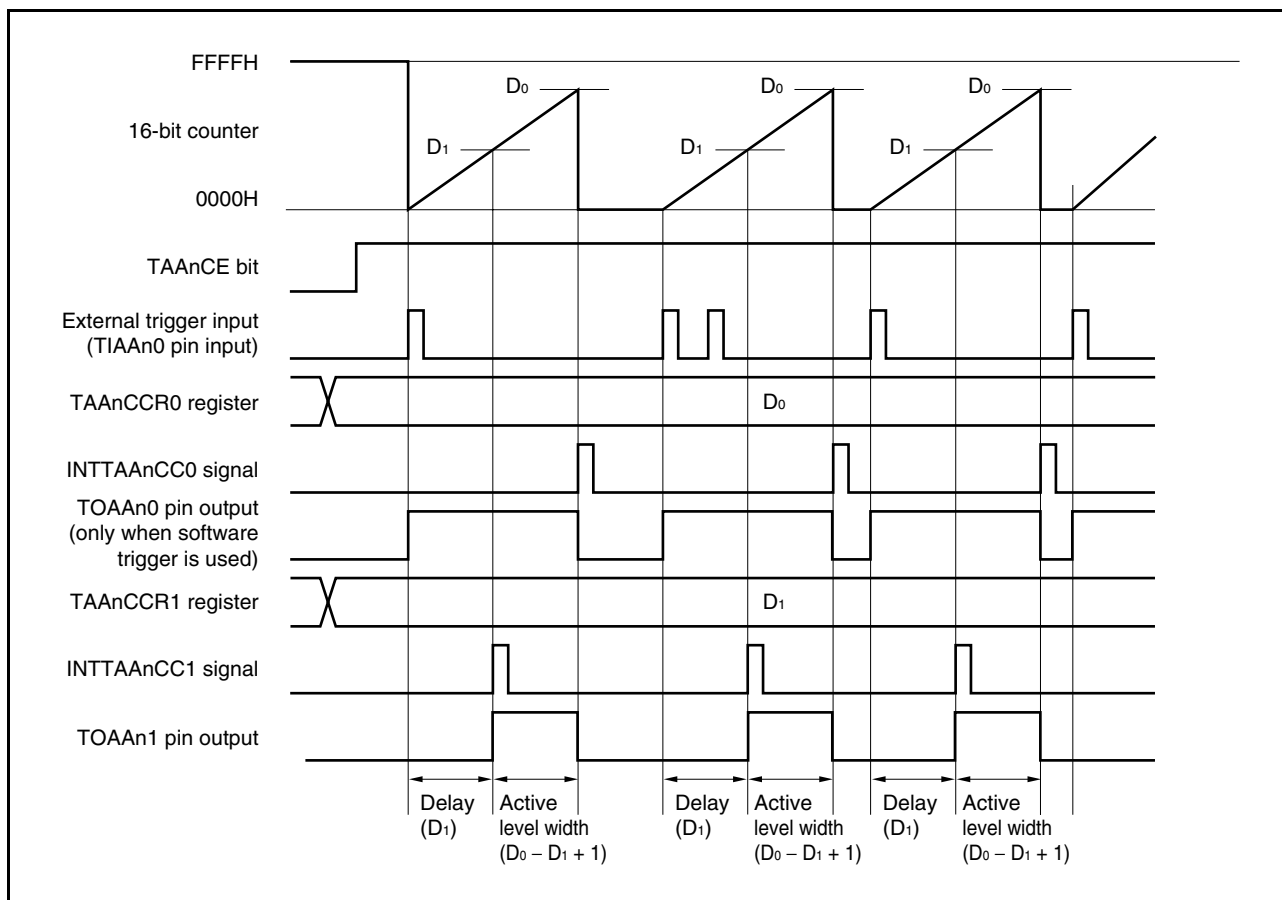 FFFFH
D0 D0 D0
16-bit counter
D1 D1 D1
0000H
TAAnCE bit
External trigger input
(TIAAn0 pin input)
TAAnCCR0 register D0
INTTAAnCC0 signal
TOAAn0 pin output
(only when software
trigger is used)
TAAnCCR1 register D1
INTTAAnCC1 signal
TOAAn1 pin output
Delay
(D1)
Active
level width
(D0 – D1 + 1)
Delay
(D1)
Active
level width
(D0 – D1 + 1)
Delay
(D1)
Active
level width
(D0 – D1 + 1)